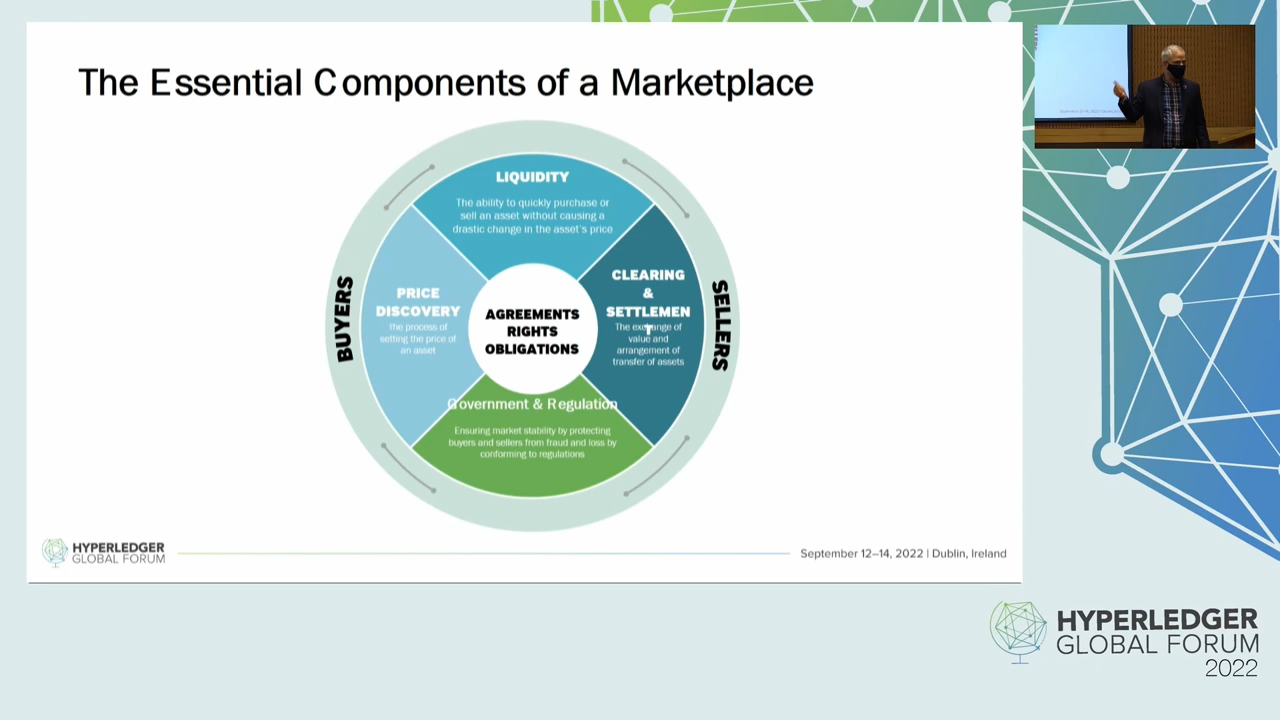 The Essential Components of a Marketplace
LIQUIDITY
The ability to quickly purchase or
sell an asset without causing a
drastic change in the asset's price
BUYERS
PRICE
DISCOVERY
The process of
setting the price of
an asset
AGREEMENTS
RIGHTS
OBLIGATIONS
CLEARING
&
SETTLEMEN
T
The exchange of
value and
arrangement of
transfer of assets
SELLERS
Government & Regulation
Ensuring market stability by protecting
buyers and sellers from fraud and loss by
conforming to regulations
HYPERLEDGER
GLOBAL FORUM
September 12–14, 2022 | Dublin, Ireland
HYPERLEDGER
GLOBAL FORUM
2022